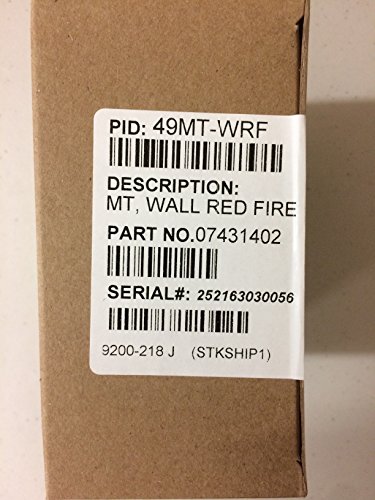 PID: 49MT-WRF
DESCRIPTION:
MT, WALL RED FIRE
PART NO.07431402
SERIAL#: 252163030056
9200-218 J (STKSHIP1)